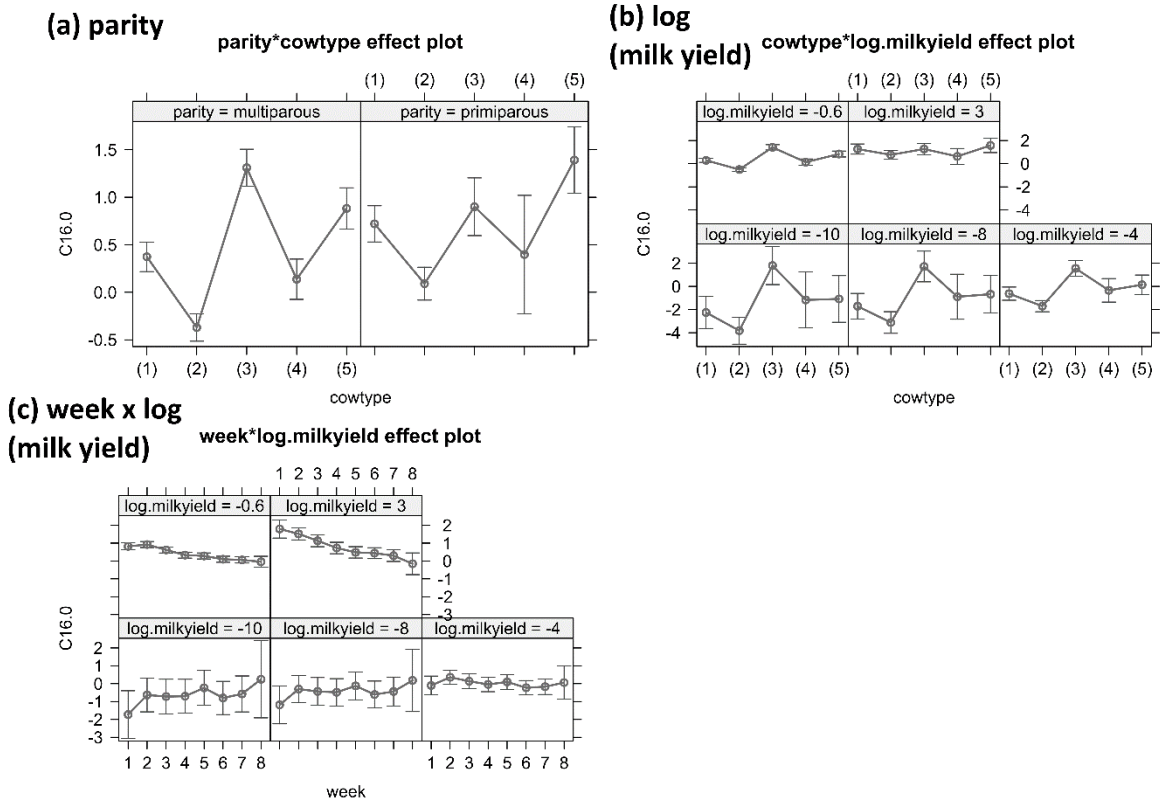 (a) parity
parity*cowtype effect plot
(1) (2) (3) (4) (5)
parity = multiparous parity = primiparous
1.5
1.0
0.5
0.0
-0.5
C16.0
(1) (2) (3) (4) (5)
cowtype
(b) log
(milk yield)
cowtype*log.milkyield effect plot
(1) (2) (3) (4) (5)
log.milkyield = -0.6 log.milkyield = 3
2
0
-2
-4
C16.0
log.milkyield = -10 log.milkyield = -8 log.milkyield = -4
2
0
-2
-4
(1) (2) (3) (4) (5) (1) (2) (3) (4) (5)
cowtype
(c) week x log
(milk yield)
week*log.milkyield effect plot
1 2 3 4 5 6 7 8
log.milkyield = -0.6 log.milkyield = 3
2
1
0
-1
-2
-3
C16.0
log.milkyield = -10 log.milkyield = -8 log.milkyield = -4
2
1
0
-1
-2
-3
1 2 3 4 5 6 7 8 1 2 3 4 5 6 7 8
week